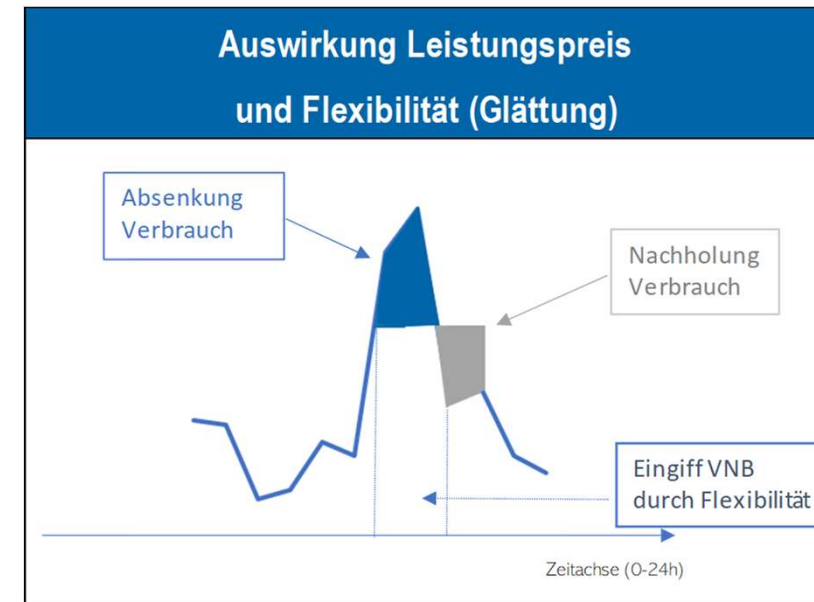 Auswirkung Leistungspreis
und Flexibilität (Glättung)
Absenkung
Verbrauch
Nachholung
Verbrauch
Eingiff VNB
durch Flexibilität
Zeitachse (0-24h)